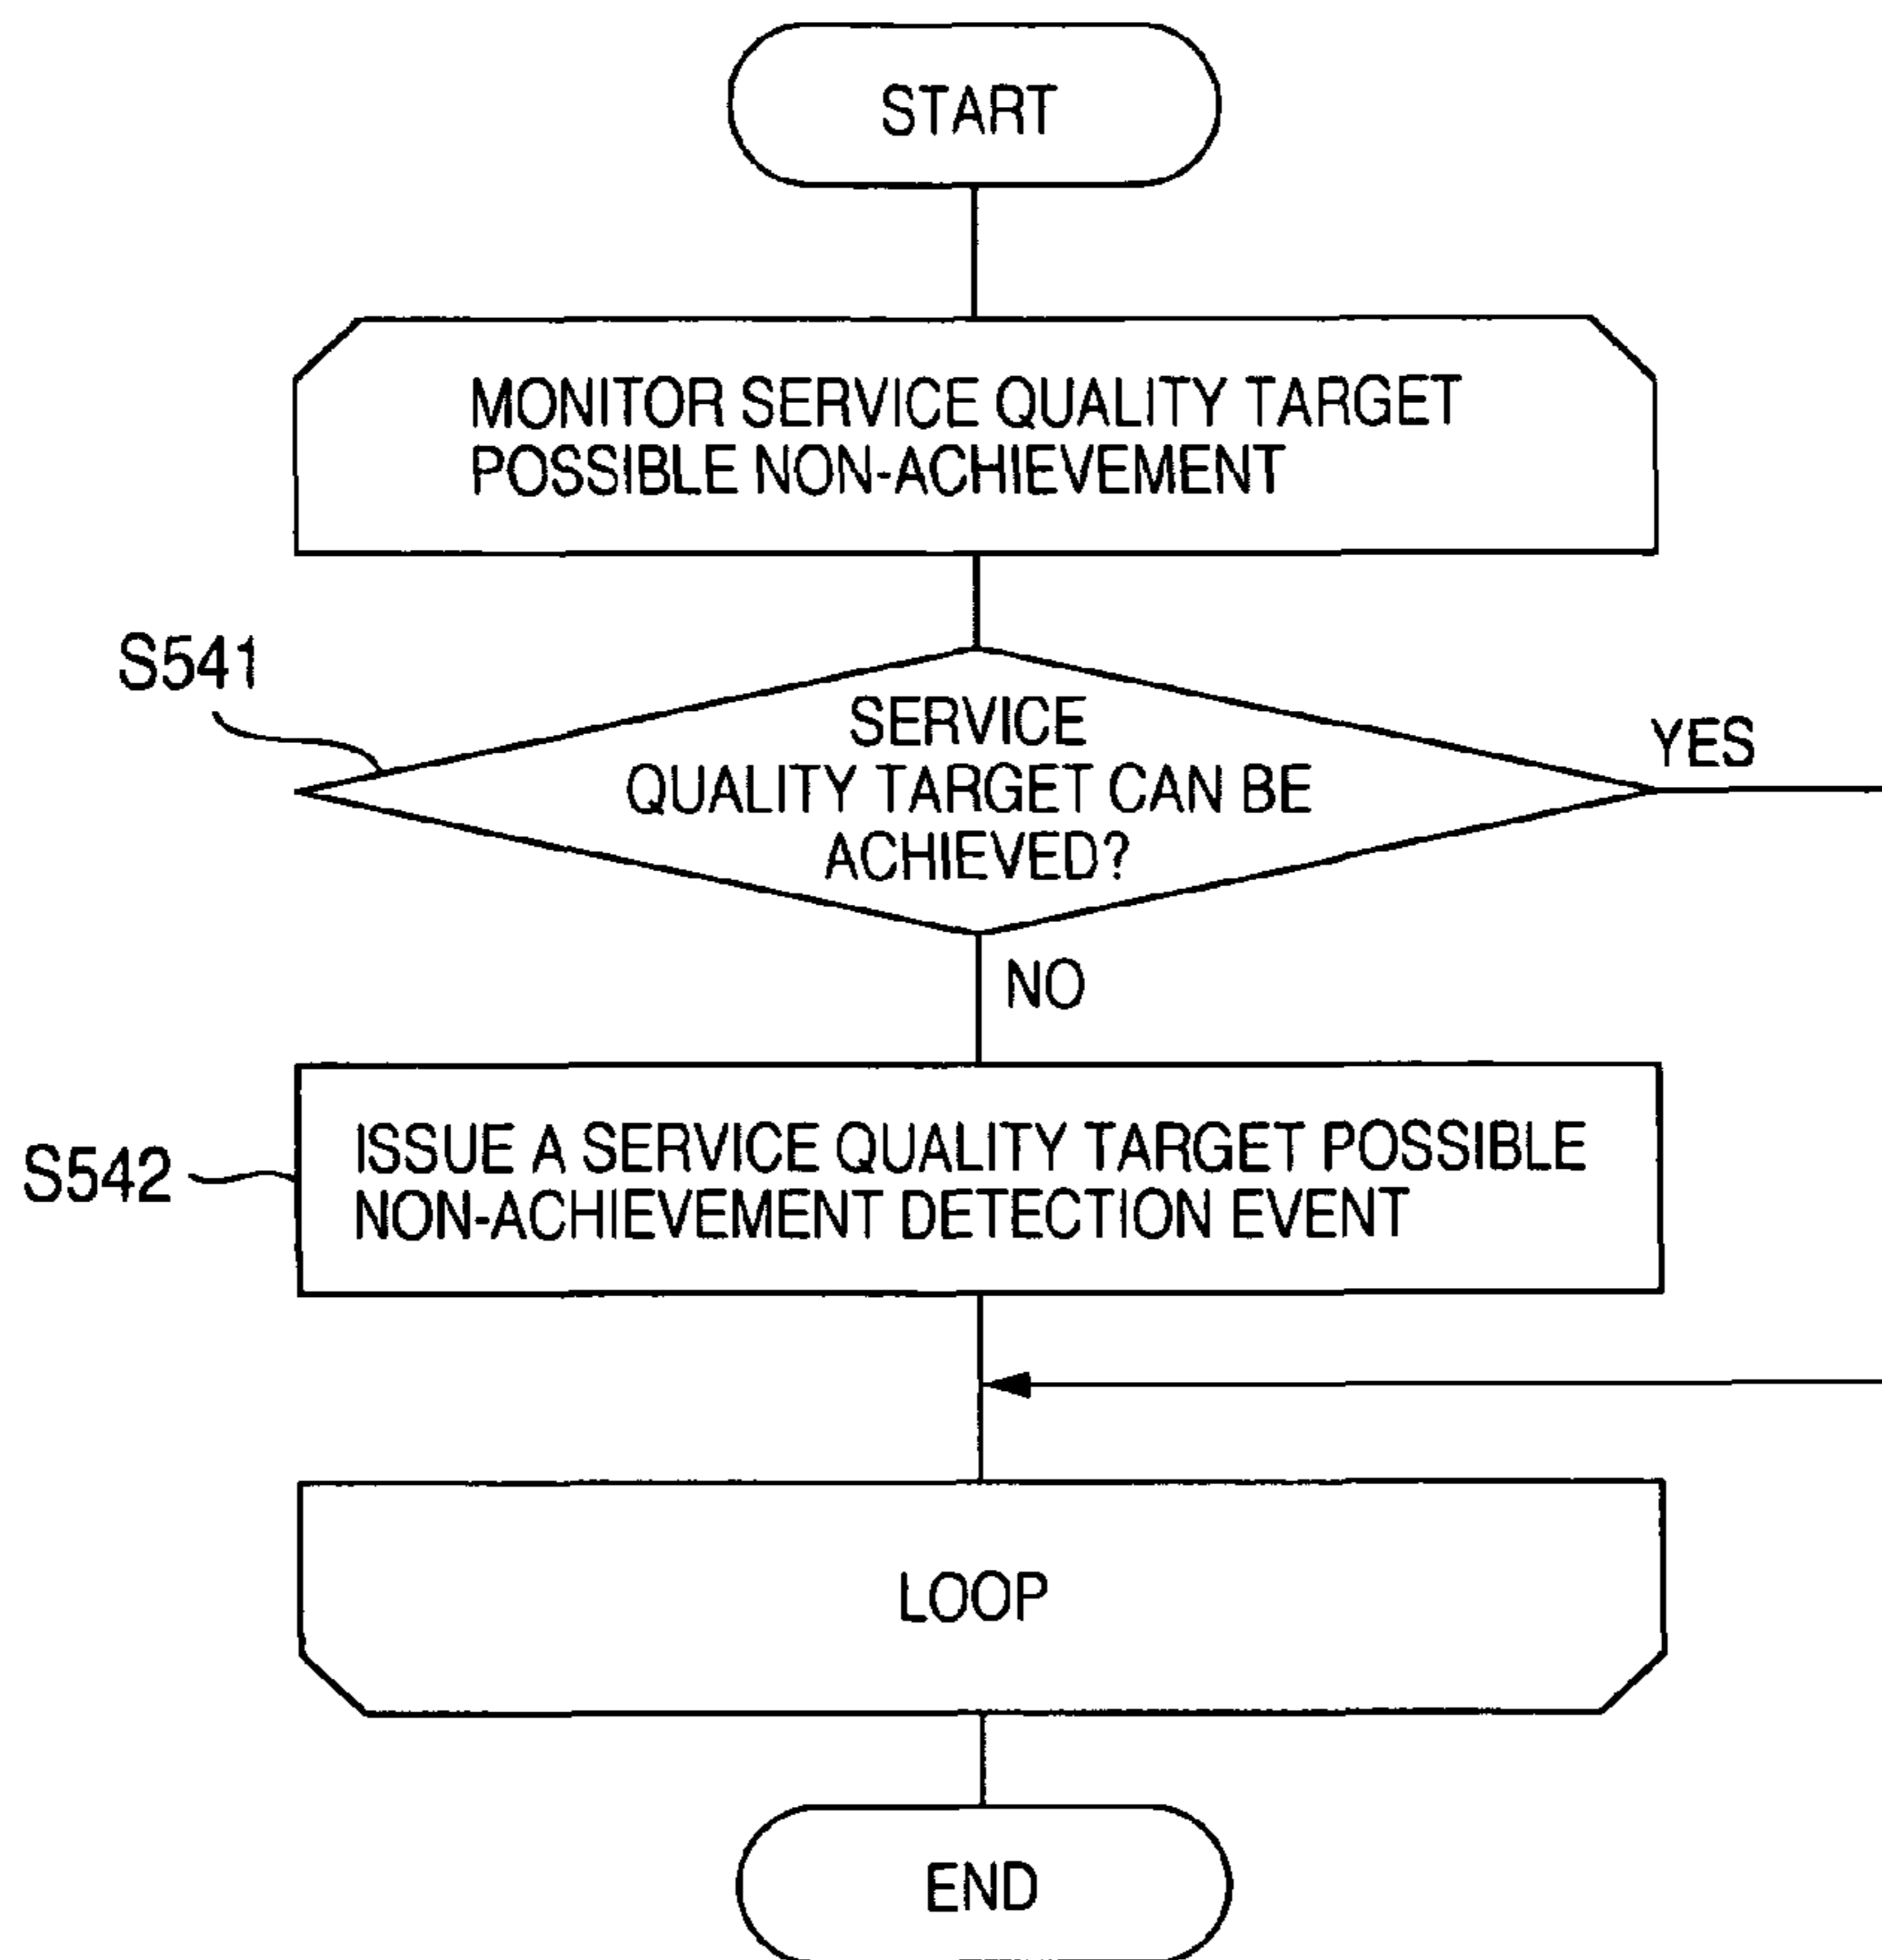 START
MONITOR SERVICE QUALITY TARGET
POSSIBLE NON-ACHIEVEMENT
S541
SERVICE
QUALITY TARGET CAN BE
ACHIEVED?
YES
NO
S542
ISSUE A SERVICE QUALITY TARGET POSSIBLE
NON-ACHIEVEMENT DETECTION EVENT
LOOP
END